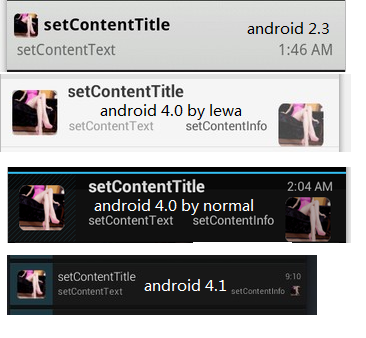 setContentTitle android 2.3
setContentText 1:46 AM
setContentTitle
android 4.0 by lewa
setContentText setContentInfo
setContentTitle 2:04 AM
android 4.0 by normal
setContentText setContentInfo
setContentTitle 9:10
android 4.1
setContentText setContentInfo